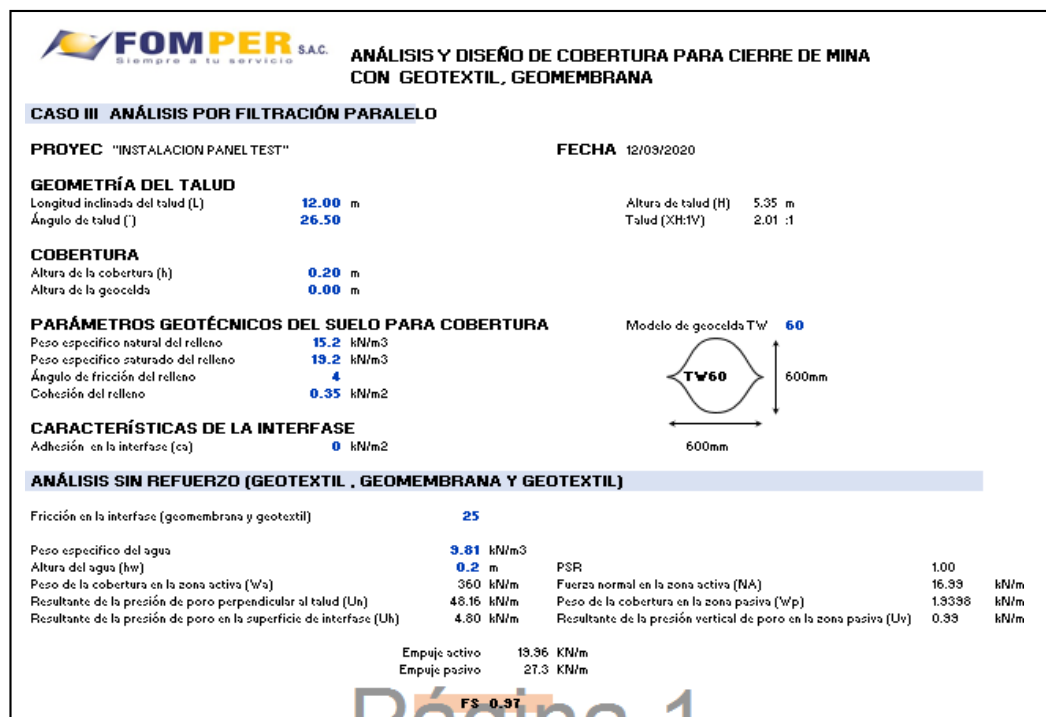 FOMPER S.A.C.
Siempre a tu servicio
ANÁLISIS Y DISEÑO DE COBERTURA PARA CIERRE DE MINA
CON GEOTEXTIL, GEOMEMBRANA
CASO III ANÁLISIS POR FILTRACIÓN PARALELO
PROYEC "INSTALACION PANEL TEST" FECHA 12/09/2020
GEOMETRÍA DEL TALUD
Longitud inclinada del talud (L) 12.00 m Altura de talud (H) 5.35 m
Ángulo de talud (°) 26.50 Talud (XH:1V) 2.01 :1
COBERTURA
Altura de la cobertura (h) 0.20 m
Altura de la geocelda 0.00 m
PARÁMETROS GEOTÉCNICOS DEL SUELO PARA COBERTURA Modelo de geocelda TW 60
Peso especifico natural del relleno 15.2 kN/m3
Peso especifico saturado del relleno 19.2 kN/m3
Ángulo de fricción del relleno 4
TW60 600mm
Cohesión del relleno 0.35 kN/m2
CARACTERÍSTICAS DE LA INTERFASE
Adhesión en la interfase (ca) 0 kN/m2 600mm
ANÁLISIS SIN REFUERZO (GEOTEXTIL , GEOMEMBRANA Y GEOTEXTIL)
Fricción en la interfase (geomembrana y geotextil) 25
Peso especifico del agua 9.81 kN/m3
Altura del agua (hw) 0.2 m PSR 1.00
Peso de la cobertura en la zona activa (Wa) 360 kN/m Fuerza normal en la zona activa (NA) 16.99 kN/m
Resultante de la presión de poro perpendicular al talud (Un) 48.16 kN/m Peso de la cobertura en la zona pasiva (Wp) 1.9398 kN/m
Resultante de la presión de poro en la superficie de interfase (Uh) 4.80 kN/m Resultante de la presión vertical de poro en la zona pasiva (Uv) 0.99 kN/m
Empuje activo 19.96 KN/m
Empuje pasivo 27.3 KN/m
Página 1
FS 0.97